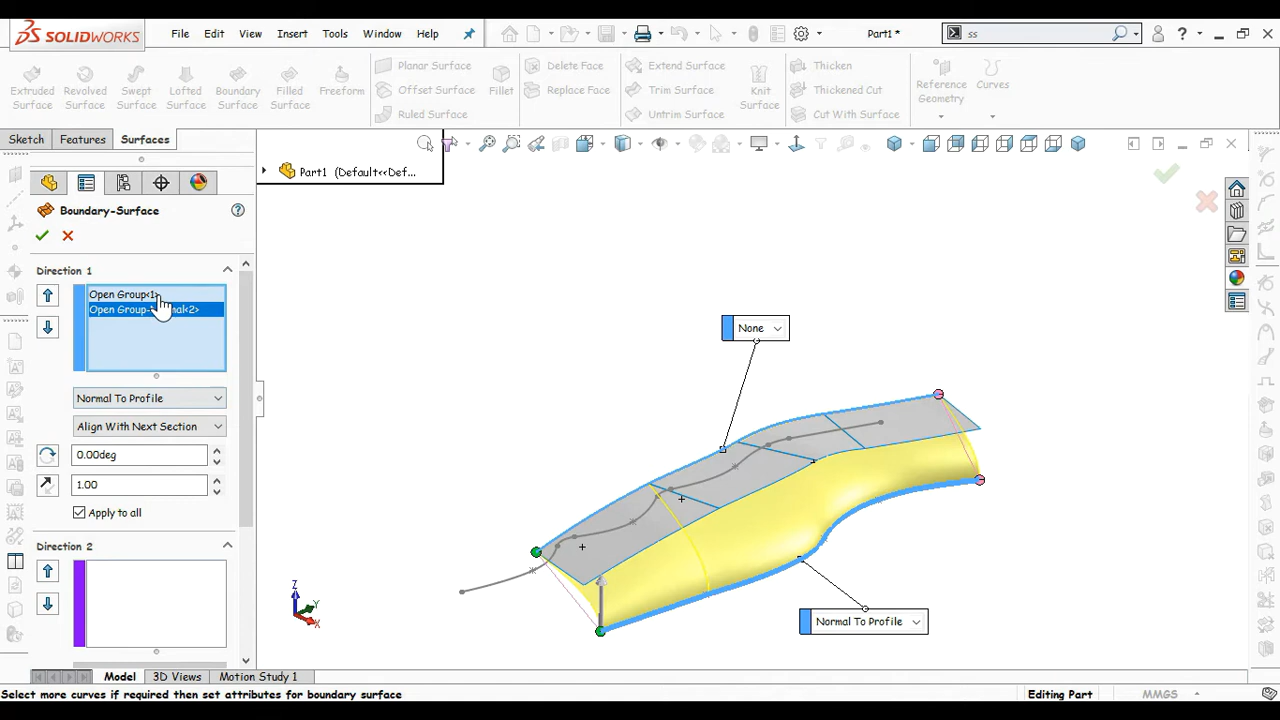 SOLIDWORKS File Edit View Insert Tools Window Help Part1 * ss ?
Extruded Surface
Revolved Surface
Swept Surface
Lofted Surface
Boundary Surface
Filled Surface
Freeform
Planar Surface
Offset Surface
Ruled Surface
Fillet
Delete Face
Replace Face
Extend Surface
Trim Surface
Untrim Surface
Knit Surface
Thicken
Thickened Cut
Cut With Surface
Reference Geometry
Curves
Sketch Features Surfaces
Part1 (Default<<Def...
Boundary-Surface ?
Direction 1
Open Group<1>
Normal To Profile
Align With Next Section
0.00deg
1.00
Apply to all
Direction 2
None
Normal To Profile
Z
Y
X
Model 3D Views Motion Study 1
Select more curves if required then set attributes for boundary surface Editing Part MMGS